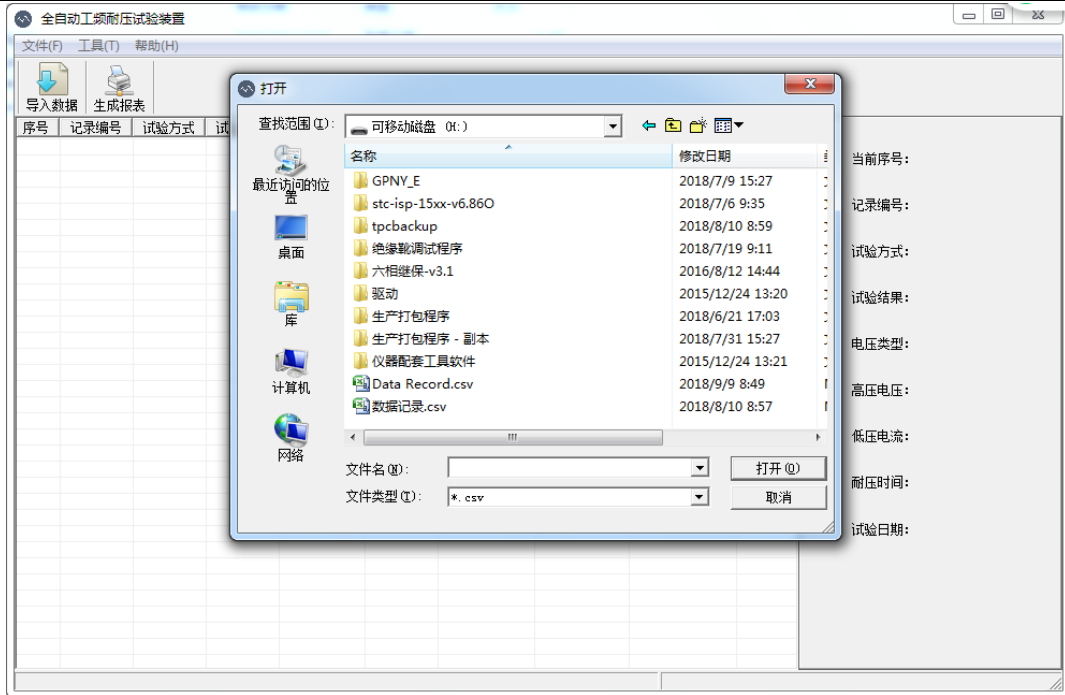 全自动工频耐压试验装置
文件(F) 工具(T) 帮助(H)
导入数据 生成报表
序号 记录编号 试验方式 试
打开
查找范围(I): 可移动磁盘 (H:)
名称 修改日期
GPNY_E 2018/7/9 15:27
stc-isp-15xx-v6.86O 2018/7/6 9:35
tpcbackup 2018/8/10 8:59
绝缘靴调试程序 2018/7/19 9:11
六相继保-v3.1 2016/8/12 14:44
驱动 2015/12/24 13:20
生产打包程序 2018/6/21 17:03
生产打包程序 - 副本 2018/7/31 15:27
仪器配套工具软件 2015/12/24 13:21
Data Record.csv 2018/9/9 8:49
数据记录.csv 2018/8/10 8:57
最近访问的位
置
桌面
库
计算机
网络
文件名(N): 打开(O)
文件类型(T): *.csv 取消
当前序号:
记录编号:
试验方式:
试验结果:
电压类型:
高压电压:
低压电流:
耐压时间:
试验日期: